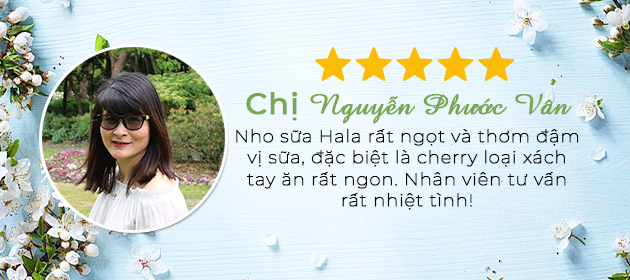 Chị Nguyễn Phước Vân
Nho sữa Hala rất ngọt và thơm đậm
vị sữa, đặc biệt là cherry loại xách
tay ăn rất ngon. Nhân viên tư vấn
rất nhiệt tình!